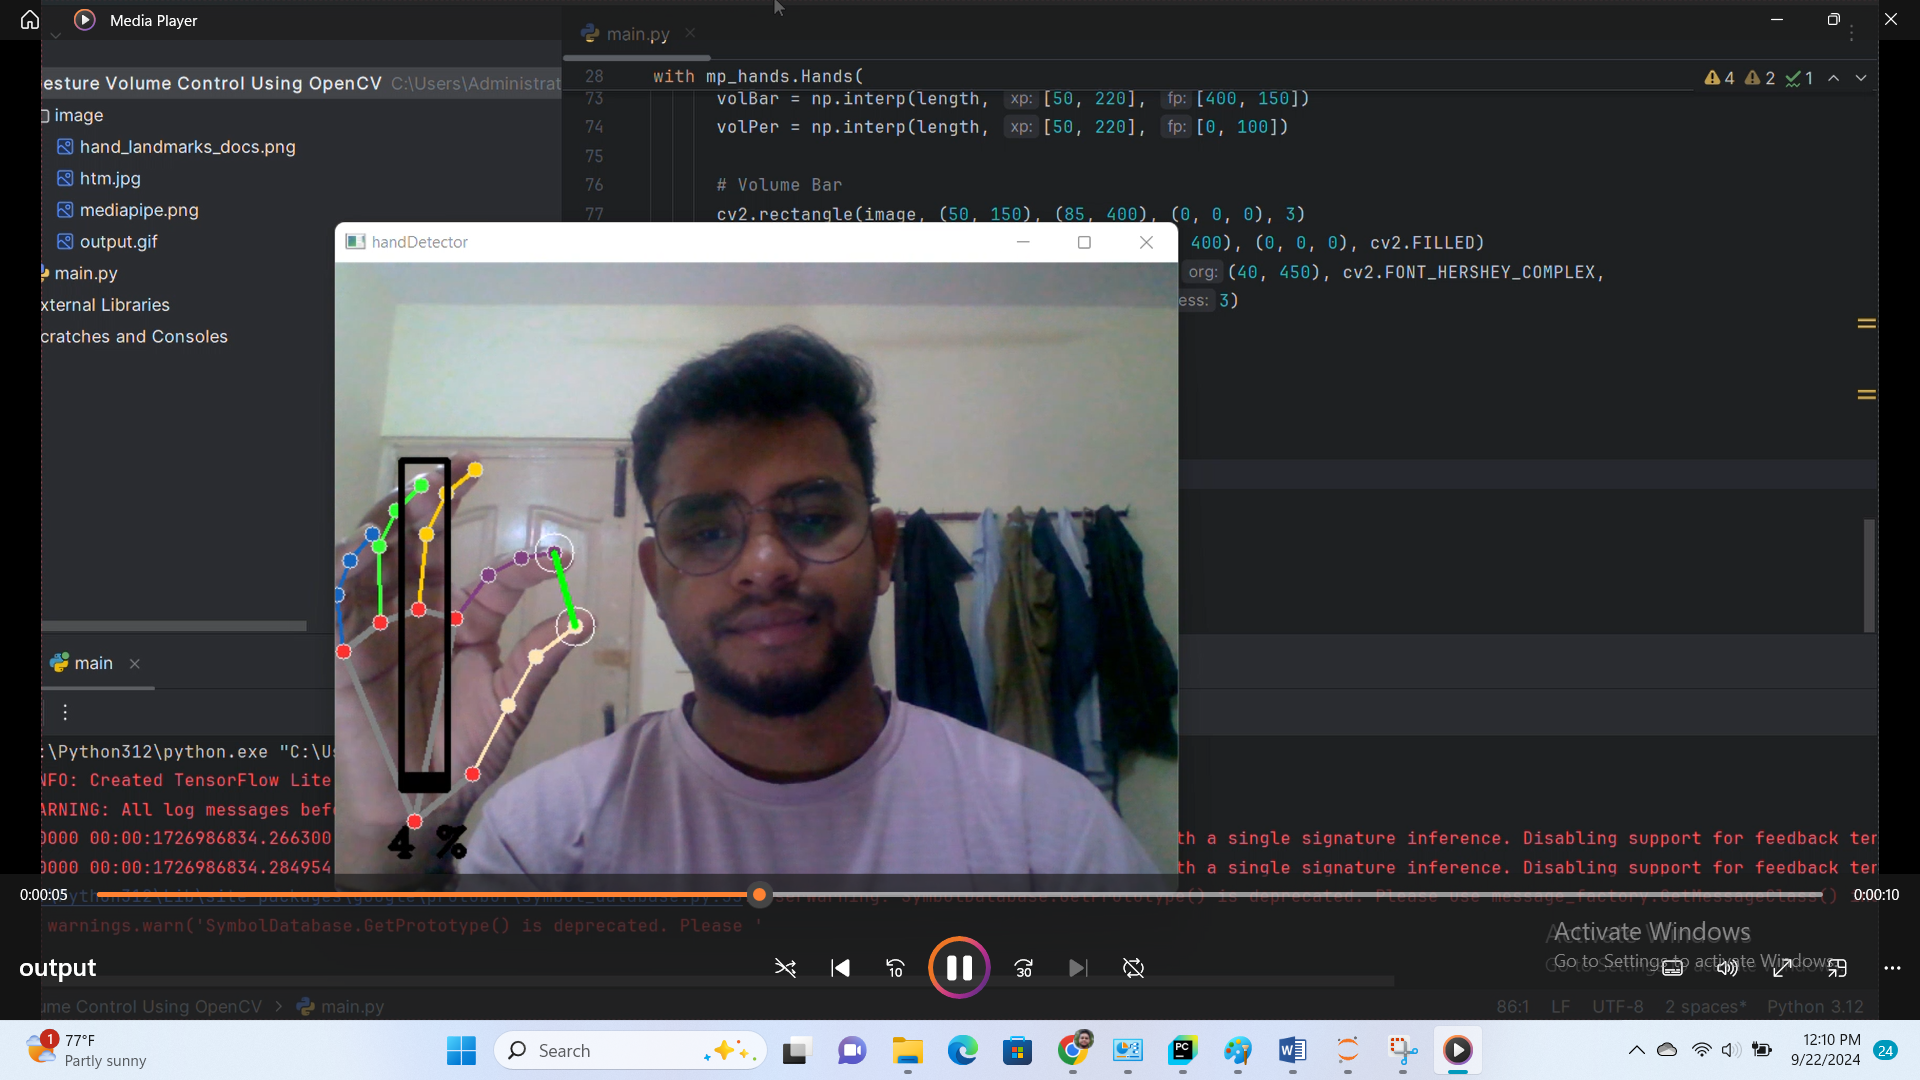 Media Player
main.py
esture Volume Control Using OpenCV C:\Users\Administrat
28 with mp_hands.Hands(
4 2 1
73 volBar = np.interp(length, xp: [50, 220], fp: [400, 150])
image
74 volPer = np.interp(length, xp: [50, 220], fp: [0, 100])
hand_landmarks_docs.png
75
htm.jpg
76 # Volume Bar
mediapipe.png
77 cv2.rectangle(image, (50, 150), (85, 400), (0, 0, 0), 3)
output.gif
handDetector
400), (0, 0, 0), cv2.FILLED)
main.py
org: (40, 450), cv2.FONT_HERSHEY_COMPLEX,
xternal Libraries
ess: 3)
cratches and Consoles
main
:\Python312\python.exe "C:\Us
NFO: Created TensorFlow Lite
ARNING: All log messages bef
0000 00:00:1726986834.266300
th a single signature inference. Disabling support for feedback ten
4 %
0000 00:00:1726986834.284954
th a single signature inference. Disabling support for feedback ten
0:00:05
0:00:10
warnings.warn('SymbolDatabase.GetPrototype() is deprecated. Please '
Activate Windows
Go to Settings to activate Windows.
output
10
30
ume Control Using OpenCV > main.py
86:1 LF UTF-8 2 spaces* Python 3.12
1
77°F
Partly sunny
Search
PC
12:10 PM
9/22/2024
24